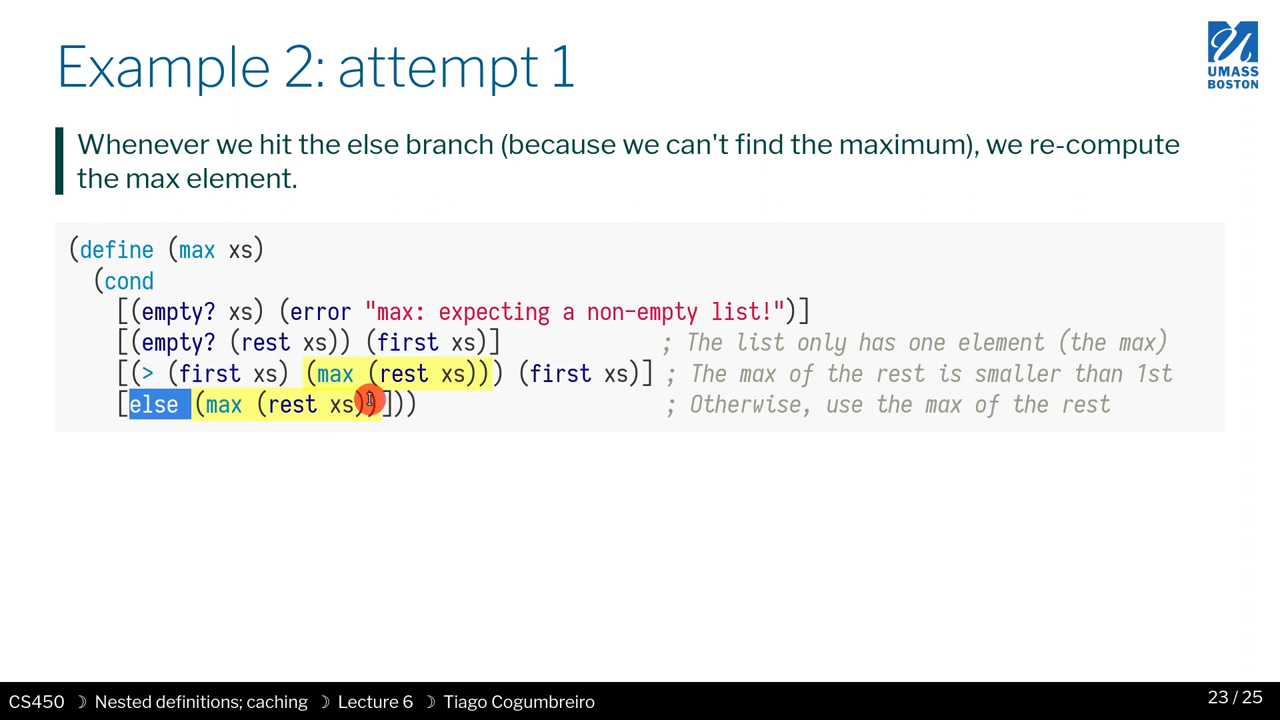 Example 2: attempt 1
UMASS
BOSTON
Whenever we hit the else branch (because we can't find the maximum), we re-compute
the max element.
(define (max xs)
  (cond
    [(empty? xs) (error "max: expecting a non-empty list!")]
    [(empty? (rest xs)) (first xs)]             ; The list only has one element (the max)
    [(> (first xs) (max (rest xs))) (first xs)] ; The max of the rest is smaller than 1st
    [else (max (rest xs))]))                    ; Otherwise, use the max of the rest
CS450 ☽ Nested definitions; caching ☽ Lecture 6 ☽ Tiago Cogumbreiro
23 / 25